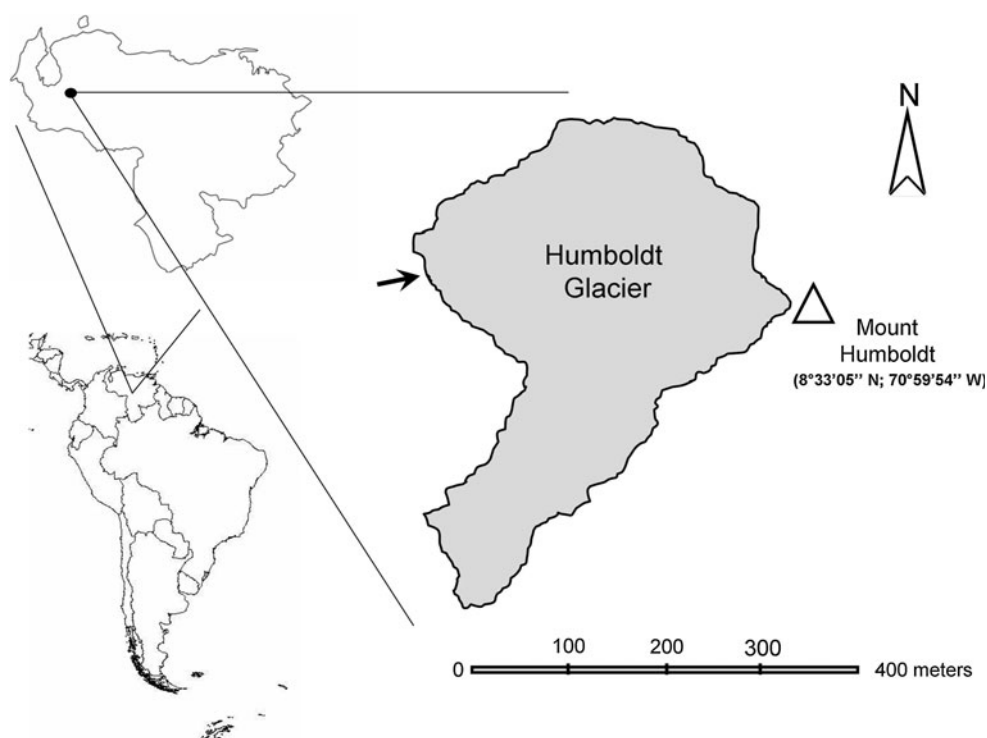 N
Humboldt
Glacier
Mount
Humboldt
(8°33'05'' N; 70°59'54'' W)
100 200 300
0 400 meters